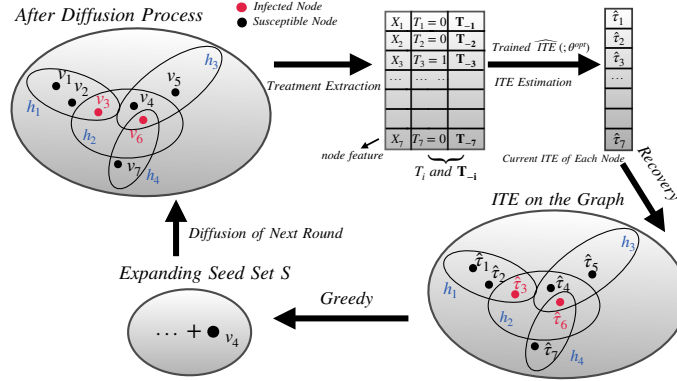 After Diffusion Process
Infected Node
Susceptible Node
v₁
v₂
v₃
v₄
v₅
v₆
v₇
h₁
h₂
h₃
h₄
Treatment Extraction
X₁ T₁ = 0 T₋₁
X₂ T₂ = 0 T₋₂
X₃ T₃ = 1 T₋₃
... ...
X₇ T₇ = 0 T₋₇
node feature
Tᵢ and T₋ᵢ
Trained \widehat{ITE}(; θᵒᵖᵗ)
ITE Estimation
τ̂₁
τ̂₂
τ̂₃
...
τ̂₇
Current ITE of Each Node
Recovery
ITE on the Graph
τ̂₁
τ̂₂
τ̂₃
τ̂₄
τ̂₅
τ̂₆
τ̂₇
h₁
h₂
h₃
h₄
Greedy
Expanding Seed Set S
... + v₄
Diffusion of Next Round